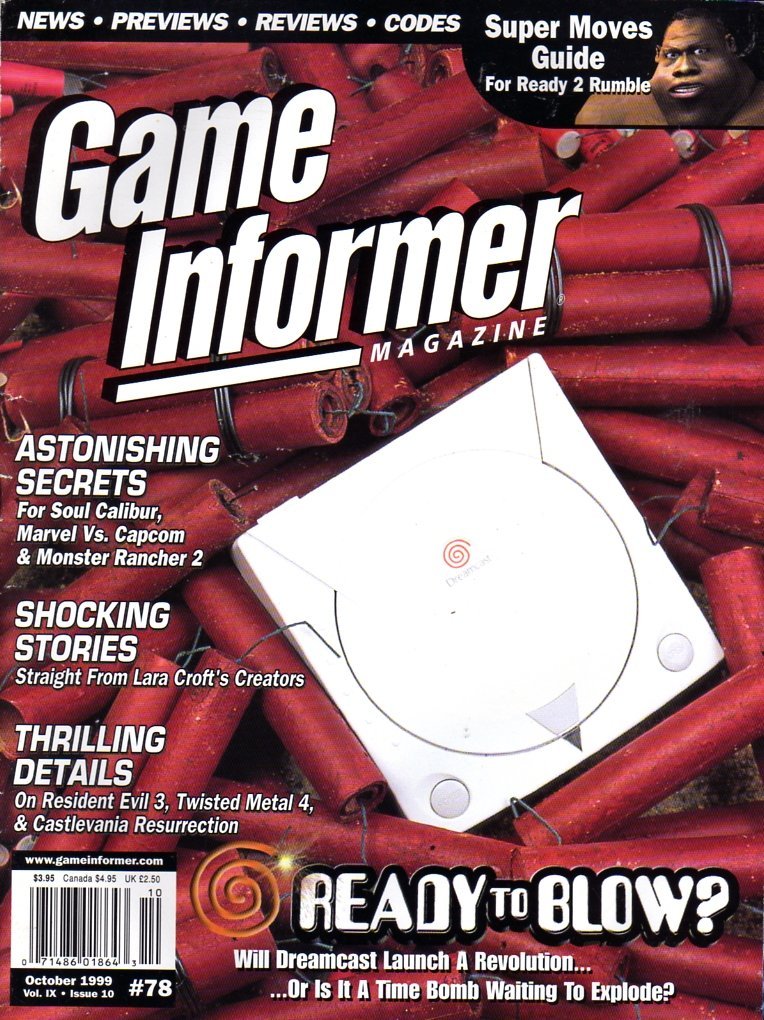 NEWS • PREVIEWS • REVIEWS • CODES
Super Moves
Guide
For Ready 2 Rumble
Game
Informer®
MAGAZINE
ASTONISHING
SECRETS
For Soul Calibur,
Marvel Vs. Capcom
& Monster Rancher 2
Dreamcast
SHOCKING
STORIES
Straight From Lara Croft's Creators
THRILLING
DETAILS
On Resident Evil 3, Twisted Metal 4,
& Castlevania Resurrection
www.gameinformer.com
$3.95 Canada $4.95 UK £2.50
10
0 71486 01864 3
October 1999
Vol. IX • Issue 10 #78
READY TO BLOW?
Will Dreamcast Launch A Revolution...
...Or Is It A Time Bomb Waiting To Explode?